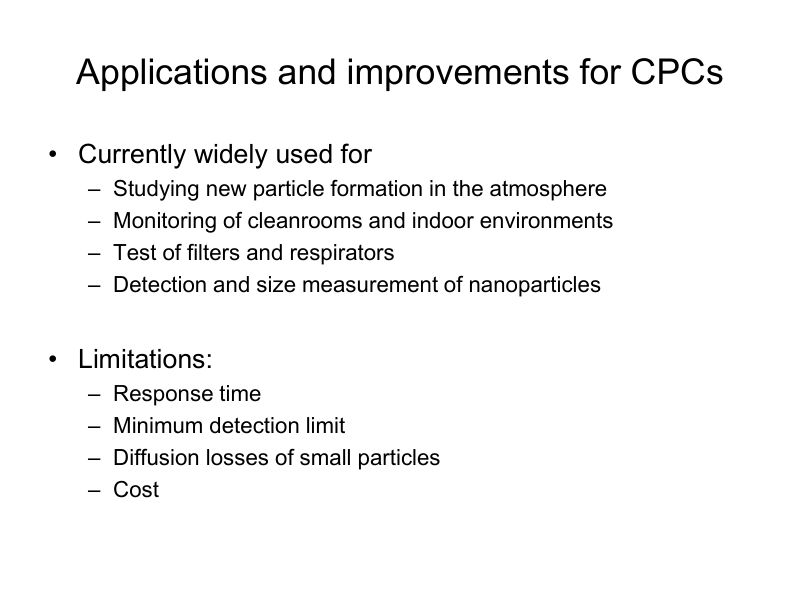 Applications and improvements for CPCs
• Currently widely used for
– Studying new particle formation in the atmosphere
– Monitoring of cleanrooms and indoor environments
– Test of filters and respirators
– Detection and size measurement of nanoparticles
• Limitations:
– Response time
– Minimum detection limit
– Diffusion losses of small particles
– Cost